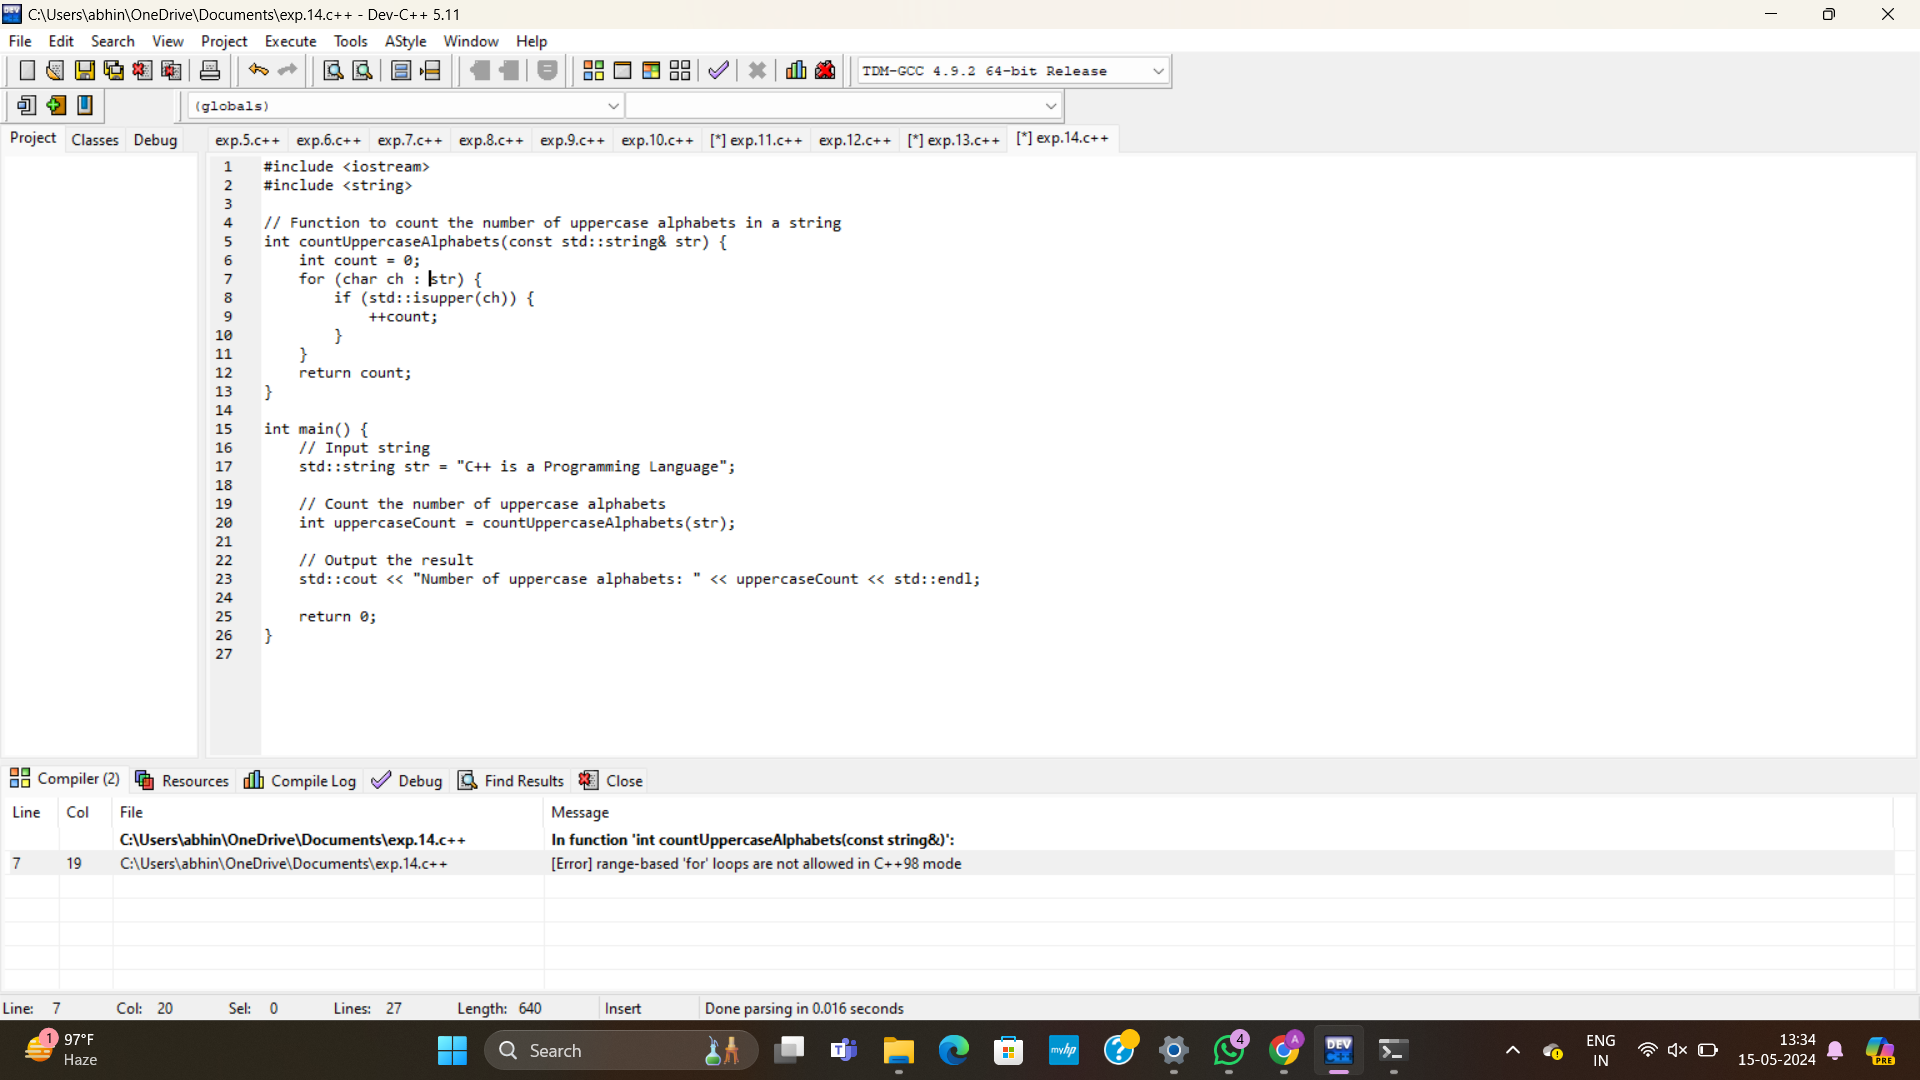 C:\Users\abhin\OneDrive\Documents\exp.14.c++ - Dev-C++ 5.11
File Edit Search View Project Execute Tools AStyle Window Help
TDM-GCC 4.9.2 64-bit Release
(globals)
Project Classes Debug exp.5.c++ exp.6.c++ exp.7.c++ exp.8.c++ exp.9.c++ exp.10.c++ [*] exp.11.c++ exp.12.c++ [*] exp.13.c++ [*] exp.14.c++
1 #include <iostream>
2 #include <string>
3
4 // Function to count the number of uppercase alphabets in a string
5 int countUppercaseAlphabets(const std::string& str) {
6     int count = 0;
7     for (char ch : str) {
8         if (std::isupper(ch)) {
9             ++count;
10         }
11     }
12     return count;
13 }
14
15 int main() {
16     // Input string
17     std::string str = "C++ is a Programming Language";
18
19     // Count the number of uppercase alphabets
20     int uppercaseCount = countUppercaseAlphabets(str);
21
22     // Output the result
23     std::cout << "Number of uppercase alphabets: " << uppercaseCount << std::endl;
24
25     return 0;
26 }
27
Compiler (2) Resources Compile Log Debug Find Results Close
Line Col File Message
C:\Users\abhin\OneDrive\Documents\exp.14.c++ In function 'int countUppercaseAlphabets(const string&)':
7 19 C:\Users\abhin\OneDrive\Documents\exp.14.c++ [Error] range-based 'for' loops are not allowed in C++98 mode
Line: 7 Col: 20 Sel: 0 Lines: 27 Length: 640 Insert Done parsing in 0.016 seconds
1 97°F
Haze
Search
myhp
4
A
DEV
ENG
IN
13:34
15-05-2024
PRE